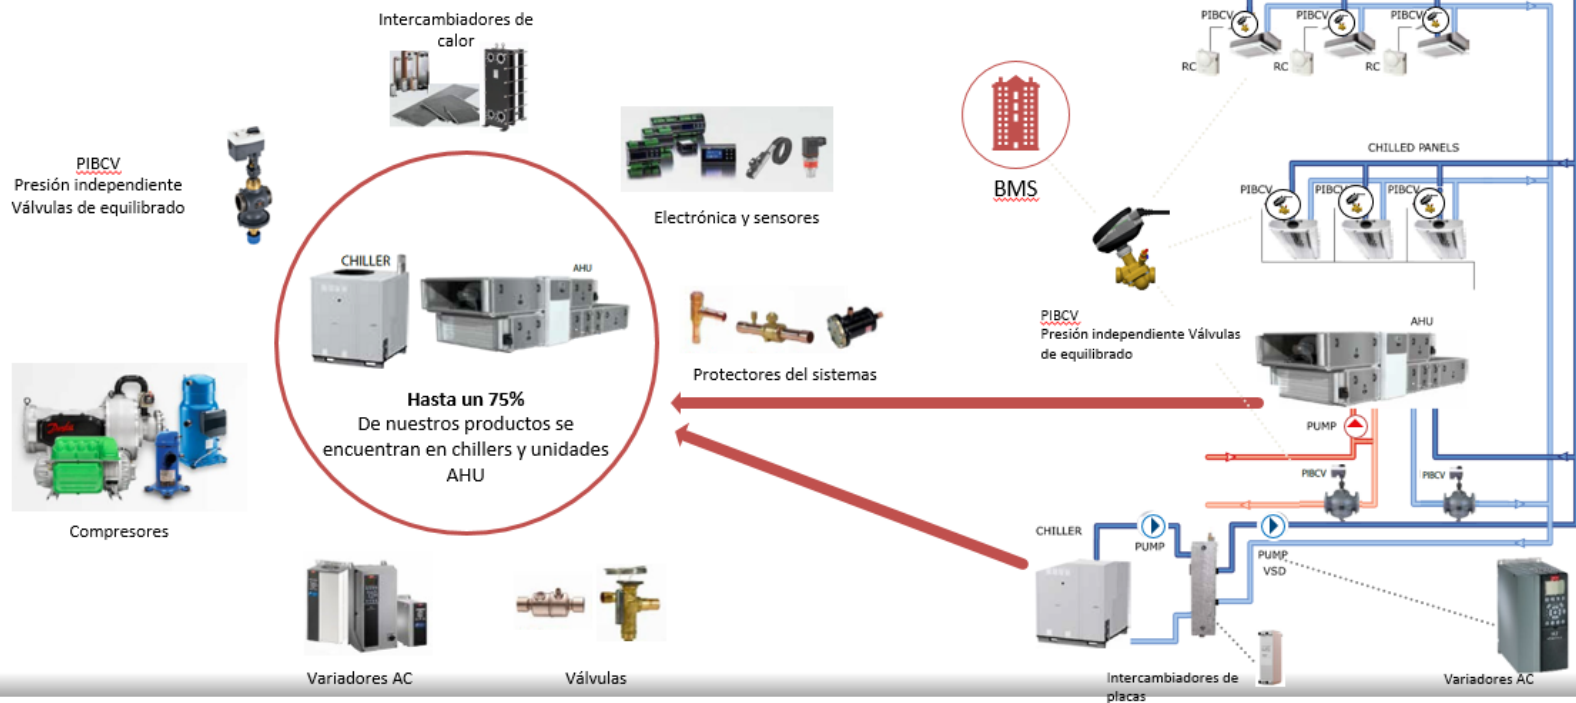 Intercambiadores de
calor
PIBCV
Presión independiente
Válvulas de equilibrado
Electrónica y sensores
CHILLER
AHU
Hasta un 75%
De nuestros productos se
encuentran en chillers y unidades
AHU
Protectores del sistemas
Compresores
Danfoss
Variadores AC
Válvulas
BMS
PIBCV
PIBCV
PIBCV
RC
RC
RC
CHILLED PANELS
PIBCV
PIBCV
PIBCV
PIBCV
Presión independiente Válvulas
de equilibrado
AHU
PUMP
PIBCV
PIBCV
CHILLER
PUMP
PUMP
VSD
Intercambiadores de
placas
Variadores AC